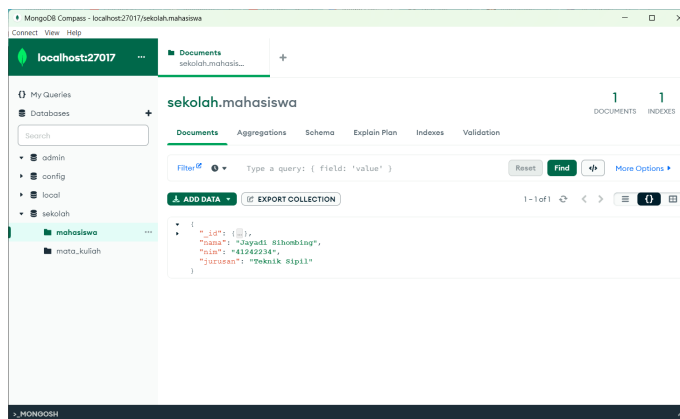 MongoDB Compass - localhost:27017/sekolah.mahasiswa
Connect View Help
localhost:27017 ...
Documents
sekolah.mahasis...
+
{} My Queries
Databases +
Search
admin
config
local
sekolah
mahasiswa ...
mata_kuliah
sekolah.mahasiswa
1 DOCUMENTS
1 INDEXES
Documents Aggregations Schema Explain Plan Indexes Validation
Filter Type a query: { field: 'value' } Reset Find </> More Options
ADD DATA EXPORT COLLECTION 1 - 1 of 1 {}
{
"_id": {…},
"nama": "Jayadi Sihombing",
"nim": "41242234",
"jurusan": "Teknik Sipil"
}
>_MONGOSH